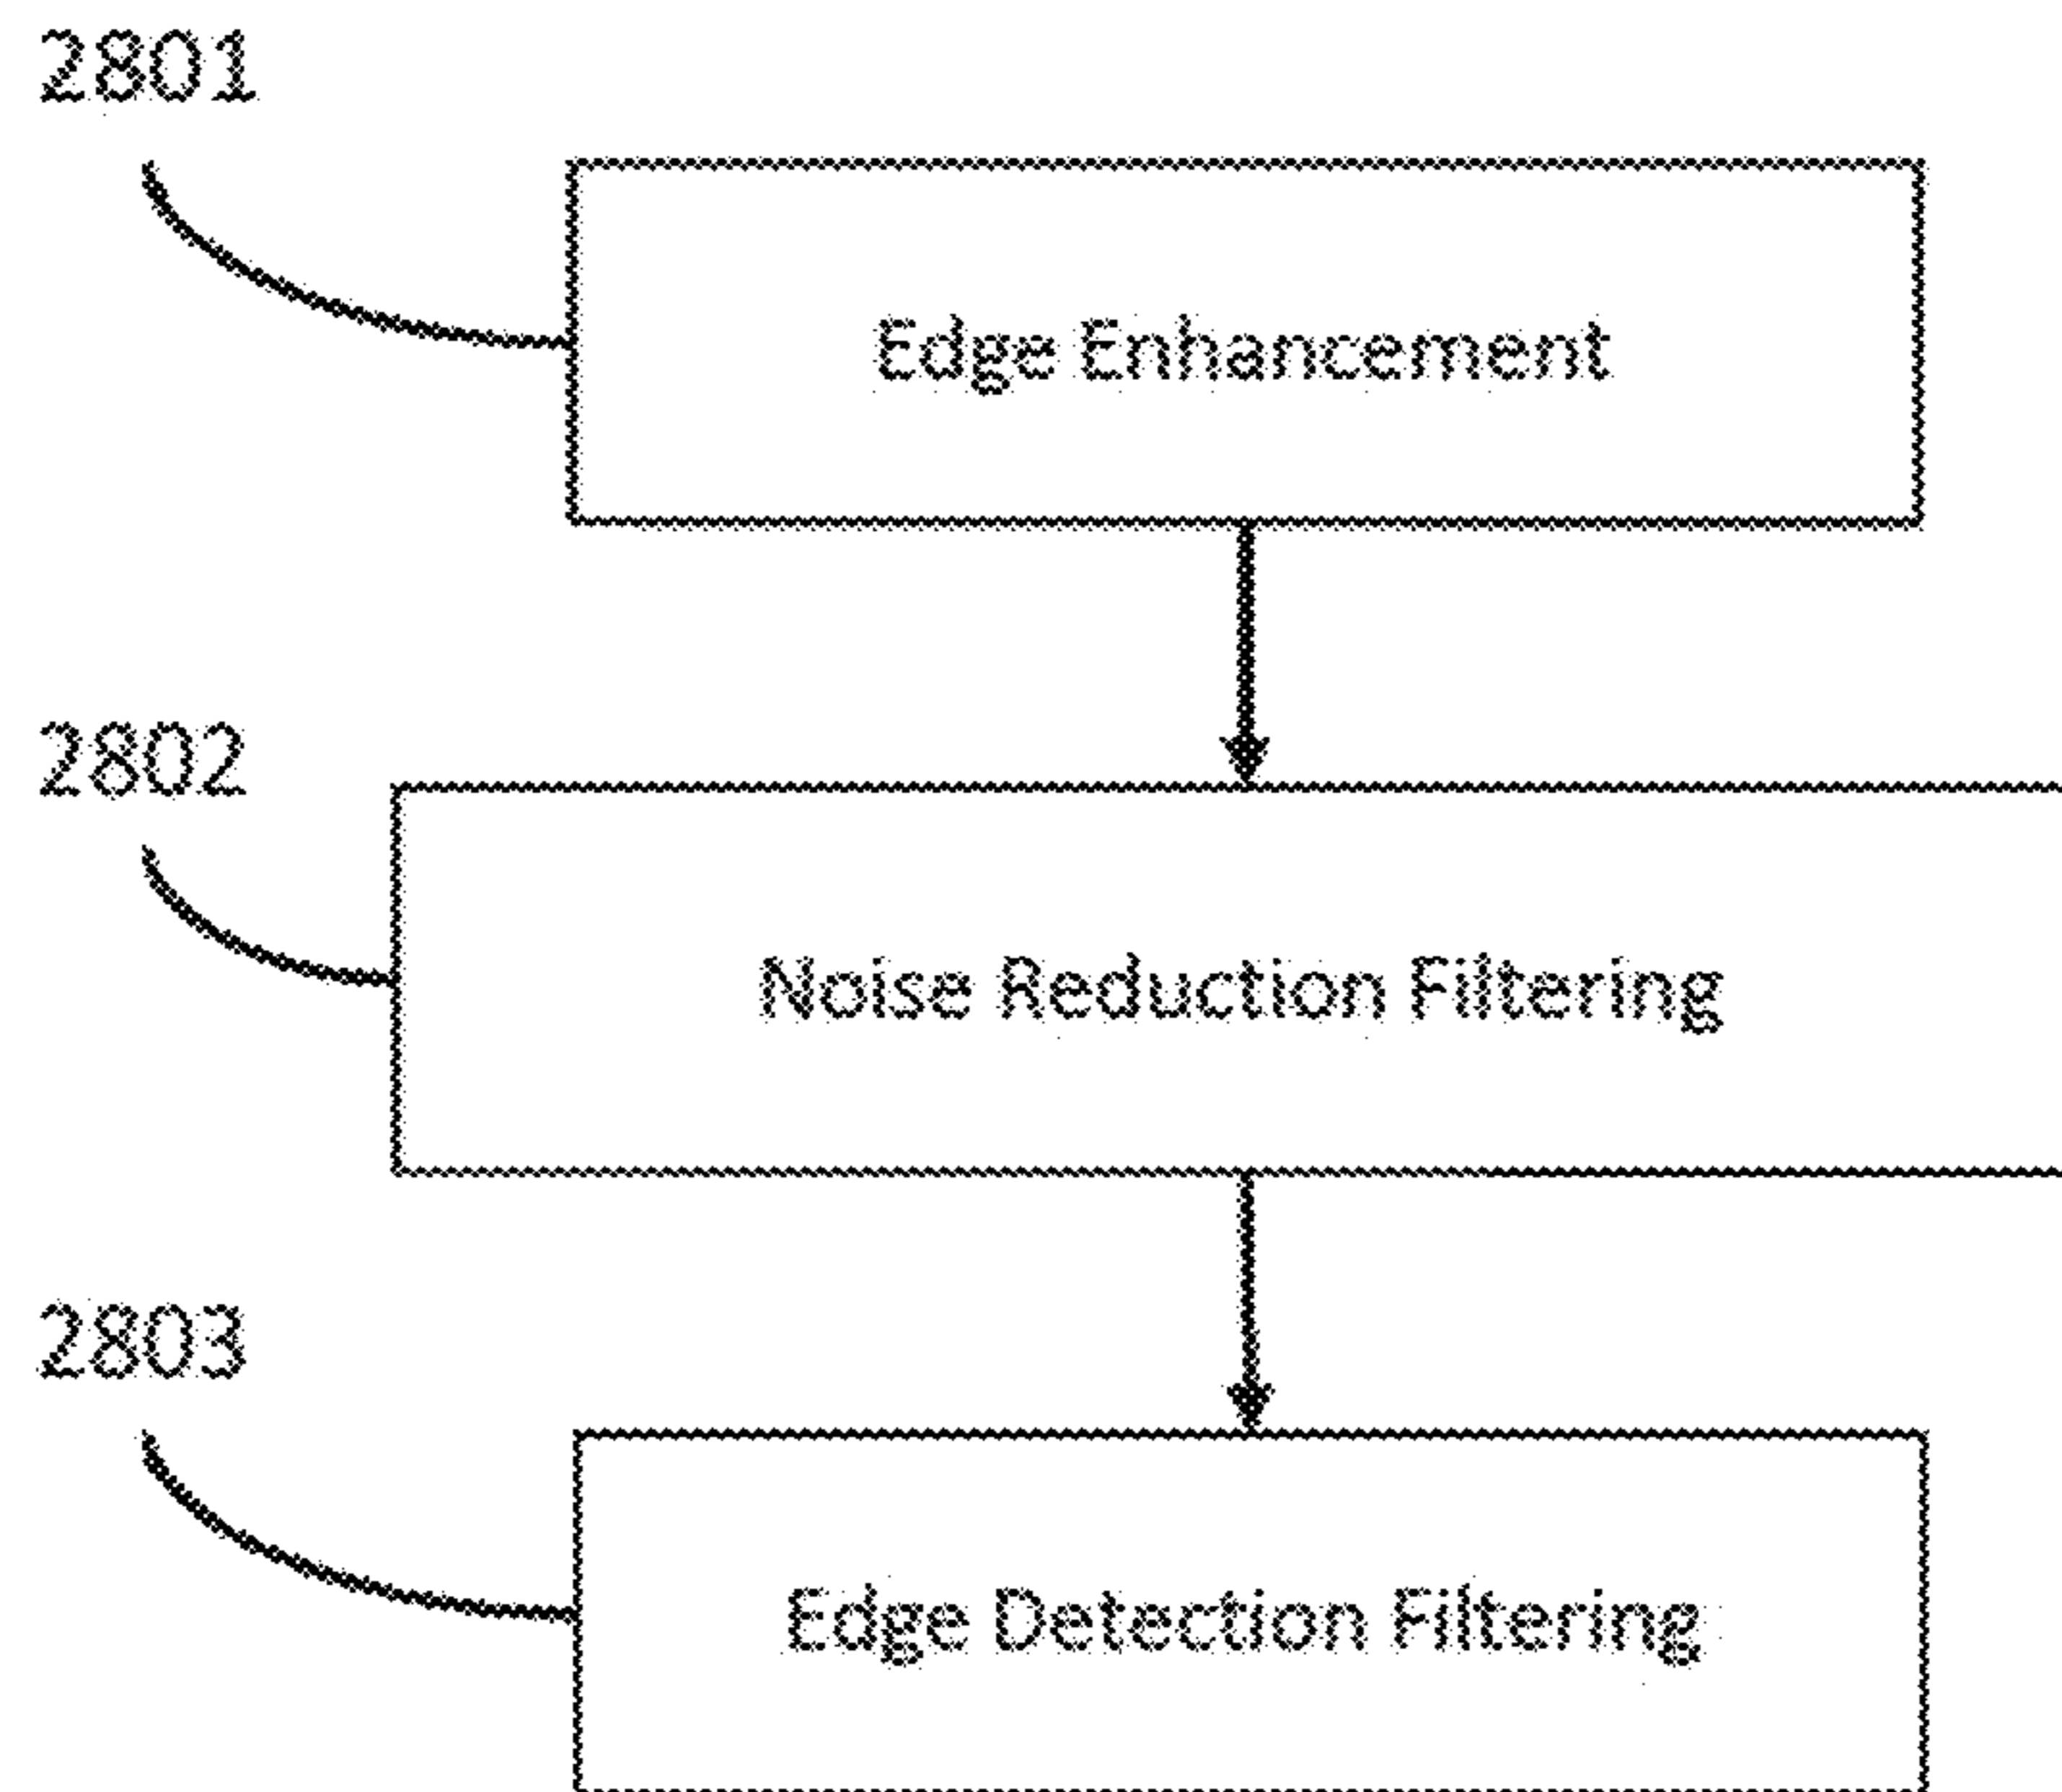 2801
Edge Enhancement
2802
Noise Reduction Filtering
2803
Edge Detection Filtering